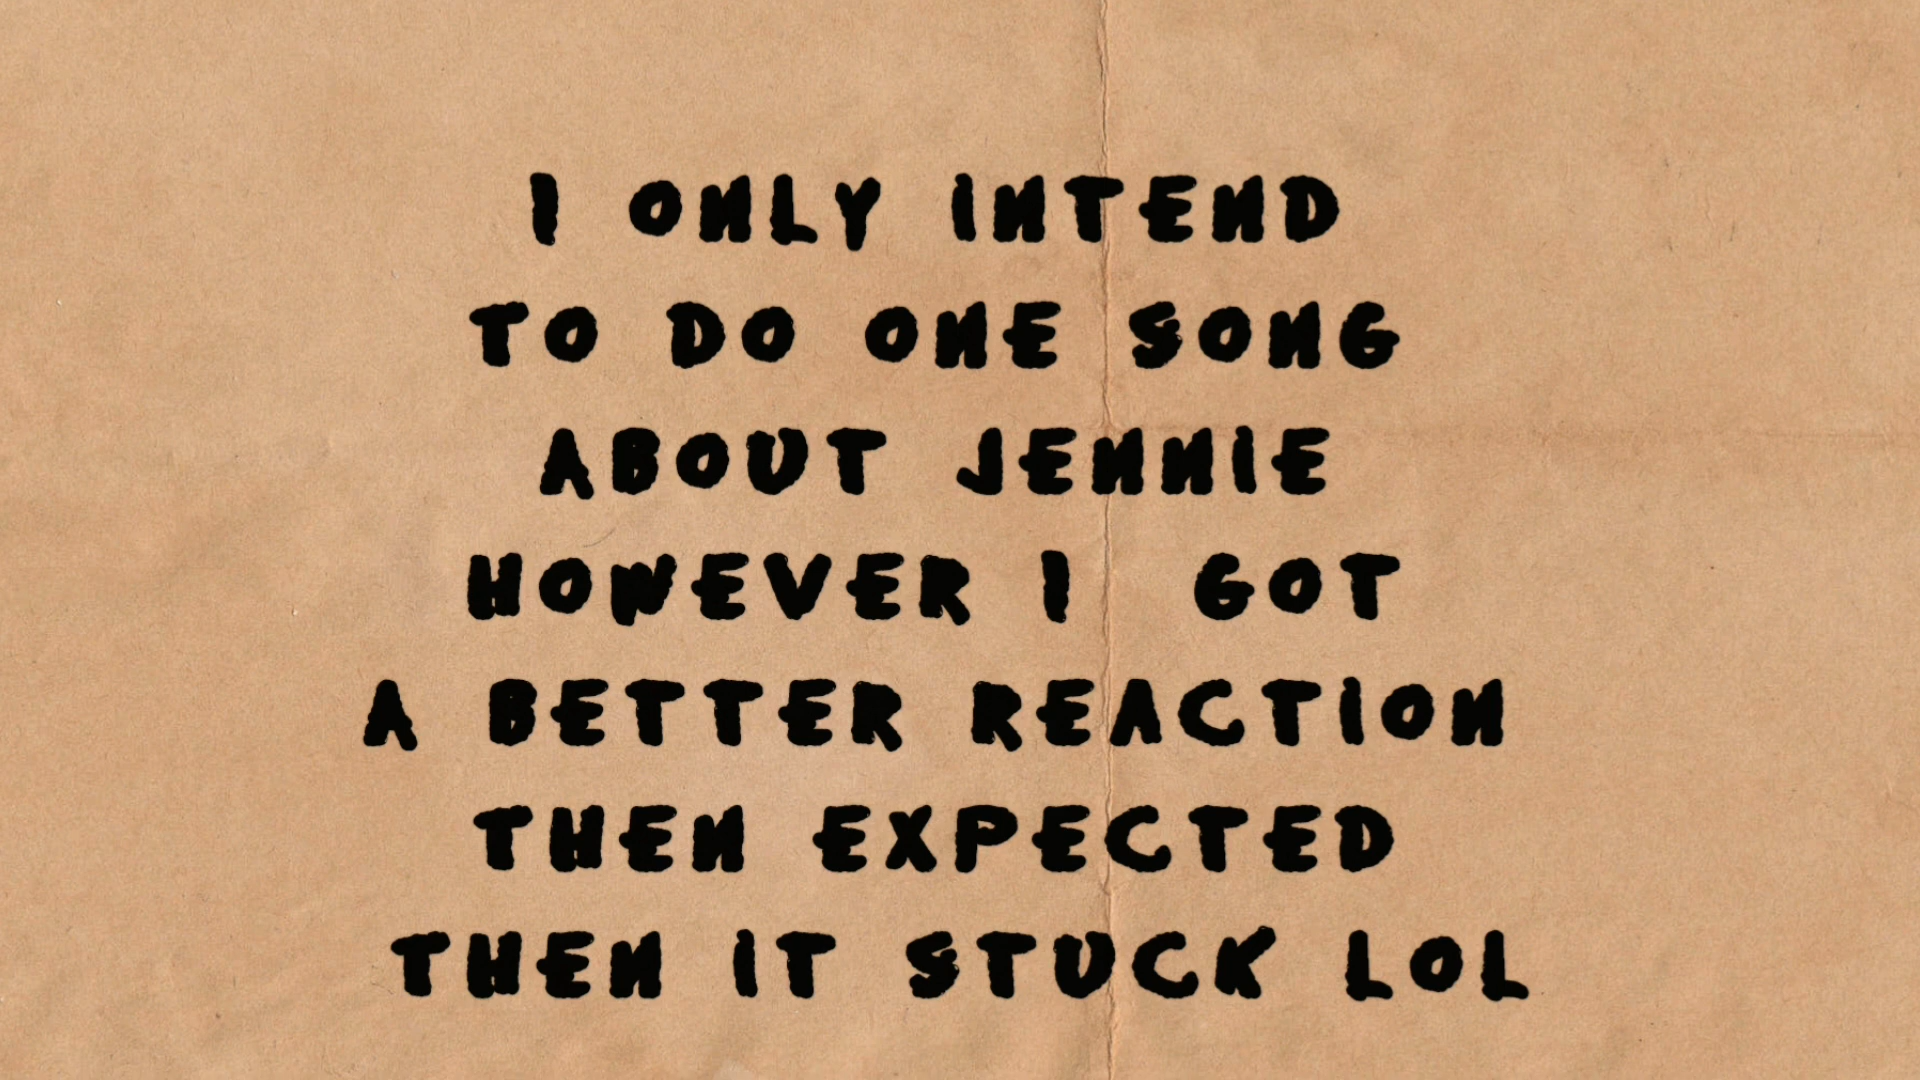 I ONLY INTEND
TO DO ONE SONG
ABOUT JENNIE
HOWEVER I GOT
A BETTER REACTION
THEN EXPECTED
THEN IT STUCK LOL